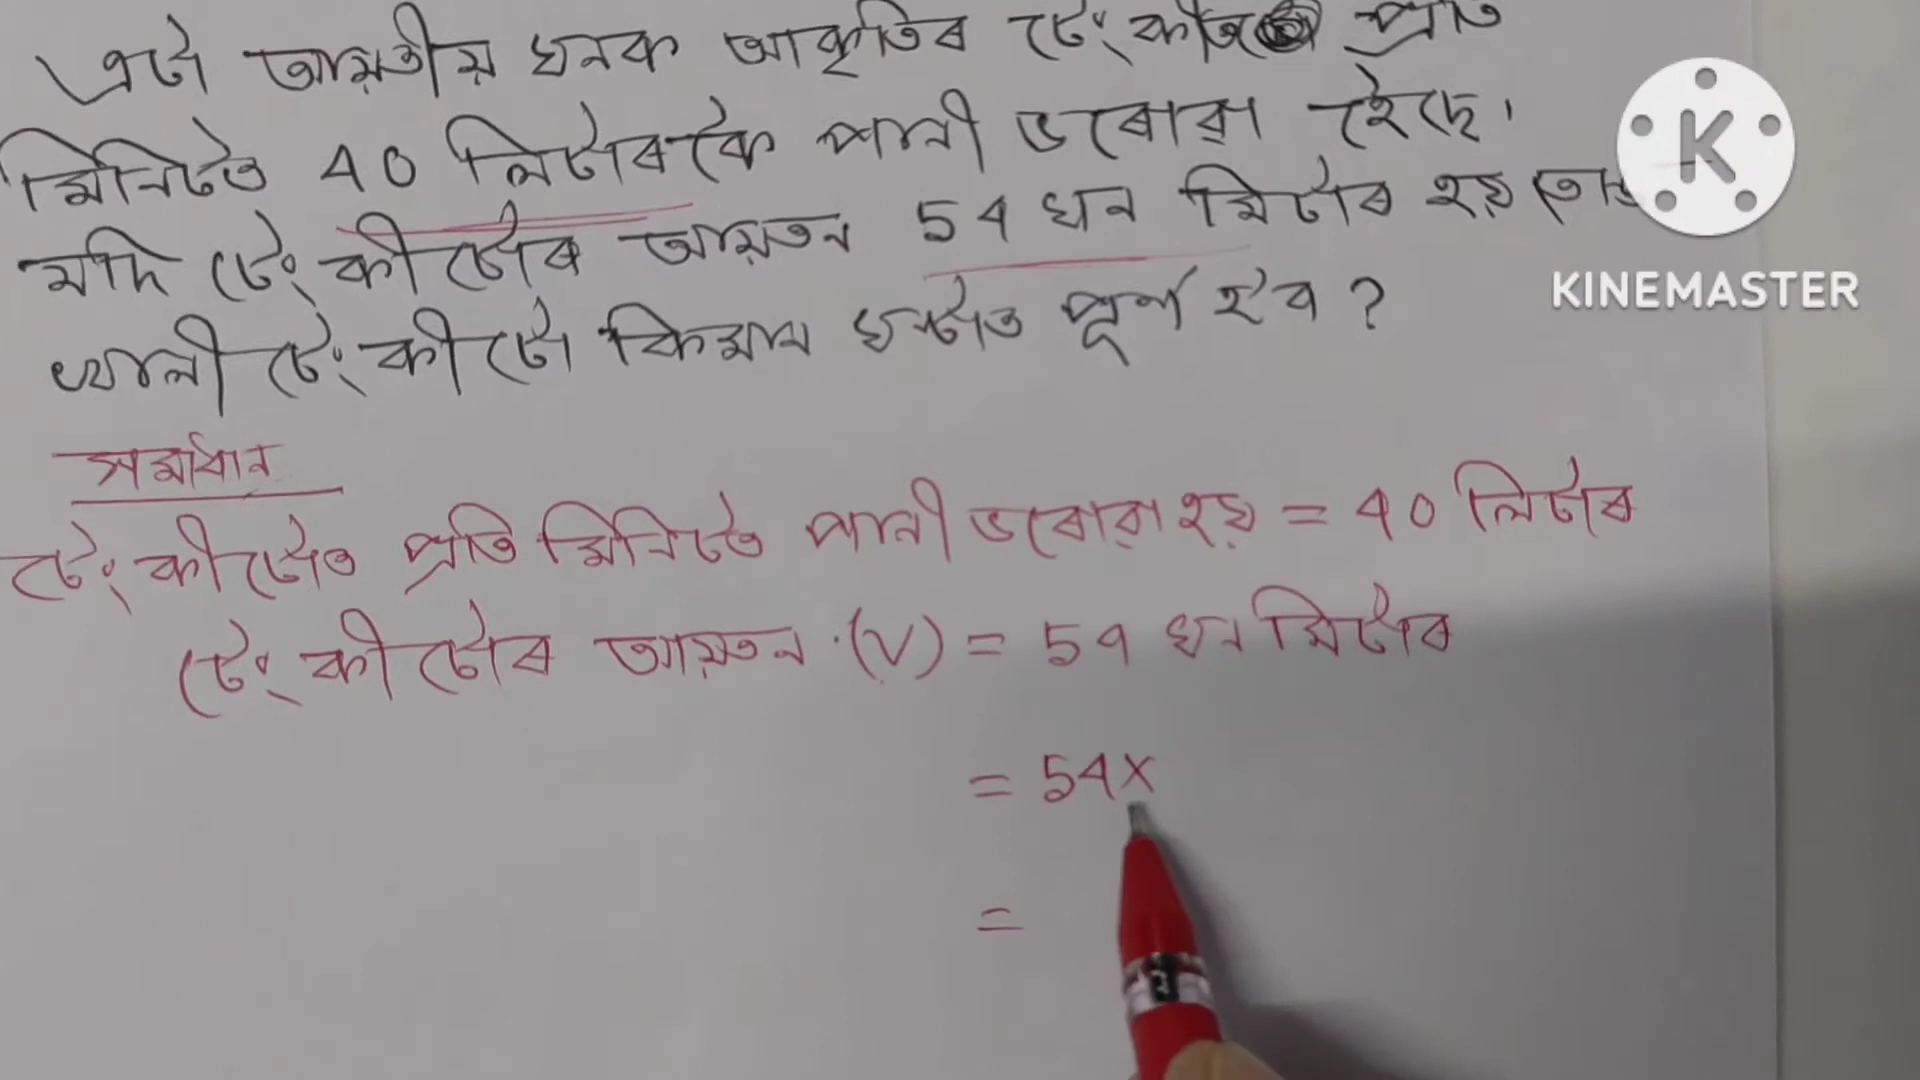 এটা আয়তীয় ঘনক আকৃতিৰ টেংকীত প্ৰতি
মিনিটত 40 লিটাৰকৈ পানী ভৰোৱা হৈছে।
যদি টেংকীটোৰ আয়তন 54 ঘন মিটাৰ হয় তেন্তে
খালী টেংকীটো কিমান ঘন্টাত পূৰ্ণ হ'ব ?
সমাধান
টেংকীটোত প্ৰতি মিনিটত পানী ভৰোৱা হয় = 40 লিটাৰ
টেংকীটোৰ আয়তন (V) = 54 ঘন মিটাৰ
= 54 x
=
K
KINEMASTER